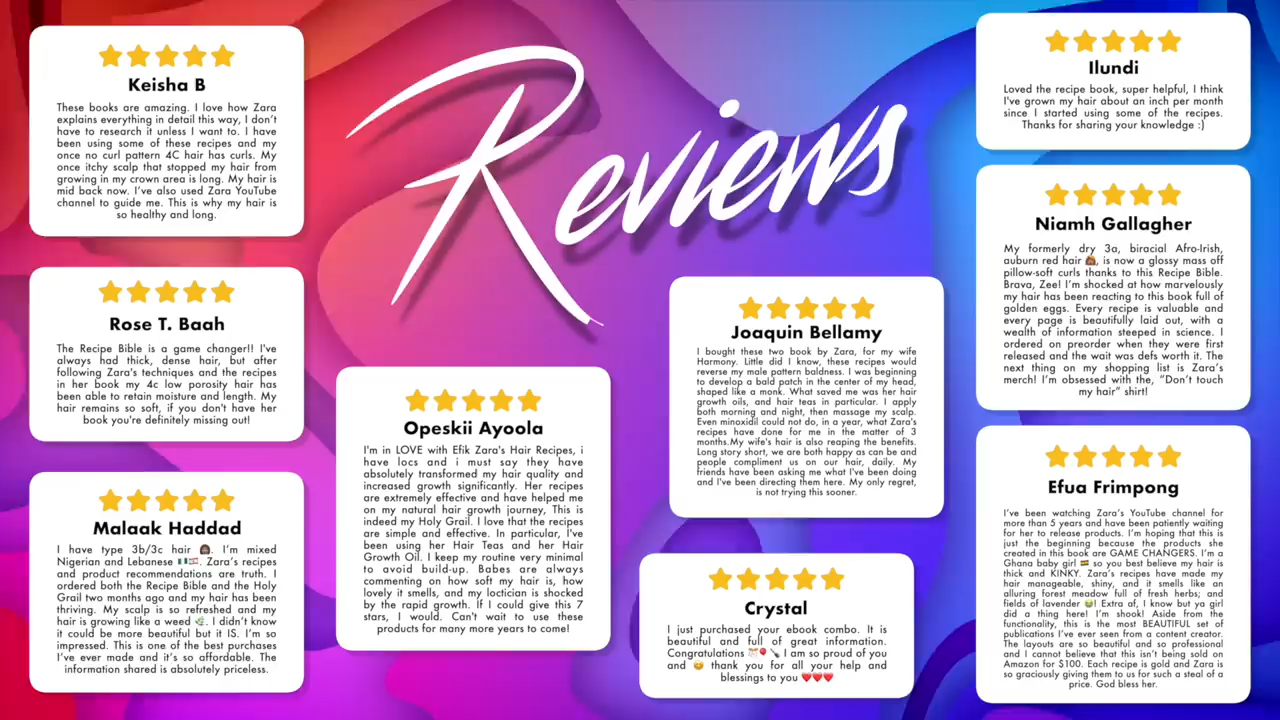 Reviews
Keisha B
These books are amazing. I love how Zara
explains everything in detail this way, I don't
have to research it unless I want to. I have
been using some of these recipes and my
once no curl pattern 4C hair has curls. My
once itchy scalp that stopped my hair from
growing in my crown area is long. My hair is
mid back now. I've also used Zara YouTube
channel to guide me. This is why my hair is
so healthy and long.
Rose T. Baah
The Recipe Bible is a game changer!! I've
always had thick, dense hair, but after
following Zara's techniques and the recipes
in her book my 4c low porosity hair has
been able to retain moisture and length. My
hair remains so soft, if you don't have her
book you're definitely missing out!
Malaak Haddad
I have type 3b/3c hair 👩🏾‍🦱. I'm mixed
Nigerian and Lebanese 🇳🇬🇱🇧. Zara's recipes
and product recommendations are truth. I
ordered both the Recipe Bible and the Holy
Grail two months ago and my hair has been
thriving. My scalp is so refreshed and my
hair is growing like a weed 🌿. I didn't know
it could be more beautiful but it IS. I'm so
impressed. This is one of the best purchases
I've ever made and it's so affordable. The
information shared is absolutely priceless.
Opeskii Ayoola
I'm in LOVE with Efik Zara's Hair Recipes, i
have locs and i must say they have
absolutely transformed my hair quality and
increased growth significantly. Her recipes
are extremely effective and have helped me
on my natural hair growth journey, This is
indeed my Holy Grail. I love that the recipes
are simple and effective. In particular, I've
been using her Hair Teas and her Hair
Growth Oil. I keep my routine very minimal
to avoid build-up. Babes are always
commenting on how soft my hair is, how
lovely it smells, and my loctician is shocked
by the rapid growth. If I could give this 7
stars, I would. Can't wait to use these
products for many more years to come!
Joaquin Bellamy
I bought these two book by Zara, for my wife
Harmony. Little did I know, these recipes would
reverse my male pattern baldness. I was beginning
to develop a bald patch in the center of my head,
shaped like a monk. What saved me was her hair
growth oils, and hair teas in particular. I apply
both morning and night, then massage my scalp.
Even minoxidil could not do, in a year, what Zara's
recipes have done for me in the matter of 3
months.My wife's hair is also reaping the benefits.
Long story short, we are both happy as can be and
people compliment us on our hair, daily. My
friends have been asking me what I've been doing
and I've been directing them here. My only regret,
is not trying this sooner.
Crystal
I just purchased your ebook combo. It is
beautiful and full of great information.
Congratulations 🎊🎈🍾 I am so proud of you
and 😊 thank you for all your help and
blessings to you ❤️❤️❤️
Ilundi
Loved the recipe book, super helpful, I think
I've grown my hair about an inch per month
since I started using some of the recipes.
Thanks for sharing your knowledge :)
Niamh Gallagher
My formerly dry 3a, biracial Afro-Irish,
auburn red hair 👩🏽‍🦰, is now a glossy mass off
pillow-soft curls thanks to this Recipe Bible.
Brava, Zee! I'm shocked at how marvelously
my hair has been reacting to this book full of
golden eggs. Every recipe is valuable and
every page is beautifully laid out, with a
wealth of information steeped in science. I
ordered on preorder when they were first
released and the wait was defs worth it. The
next thing on my shopping list is Zara's
merch! I'm obsessed with the, "Don't touch
my hair" shirt!
Efua Frimpong
I've been watching Zara's YouTube channel for
more than 5 years and have been patiently waiting
for her to release products. I'm hoping that this is
just the beginning because the products she
created in this book are GAME CHANGERS. I'm a
Ghana baby girl 🇬🇭 so you best believe my hair is
thick and KINKY. Zara's recipes have made my
hair manageable, shiny, and it smells like an
alluring forest meadow full of fresh herbs; and
fields of lavender 😂! Extra af, I know but ya girl
did a thing here! I'm shook! Aside from the
functionality, this is the most BEAUTIFUL set of
publications I've ever seen from a content creator.
The layouts are so beautiful and so professional
and I cannot believe that this isn't being sold on
Amazon for $100. Each recipe is gold and Zara is
so graciously giving them to us for such a steal of a
price. God bless her.